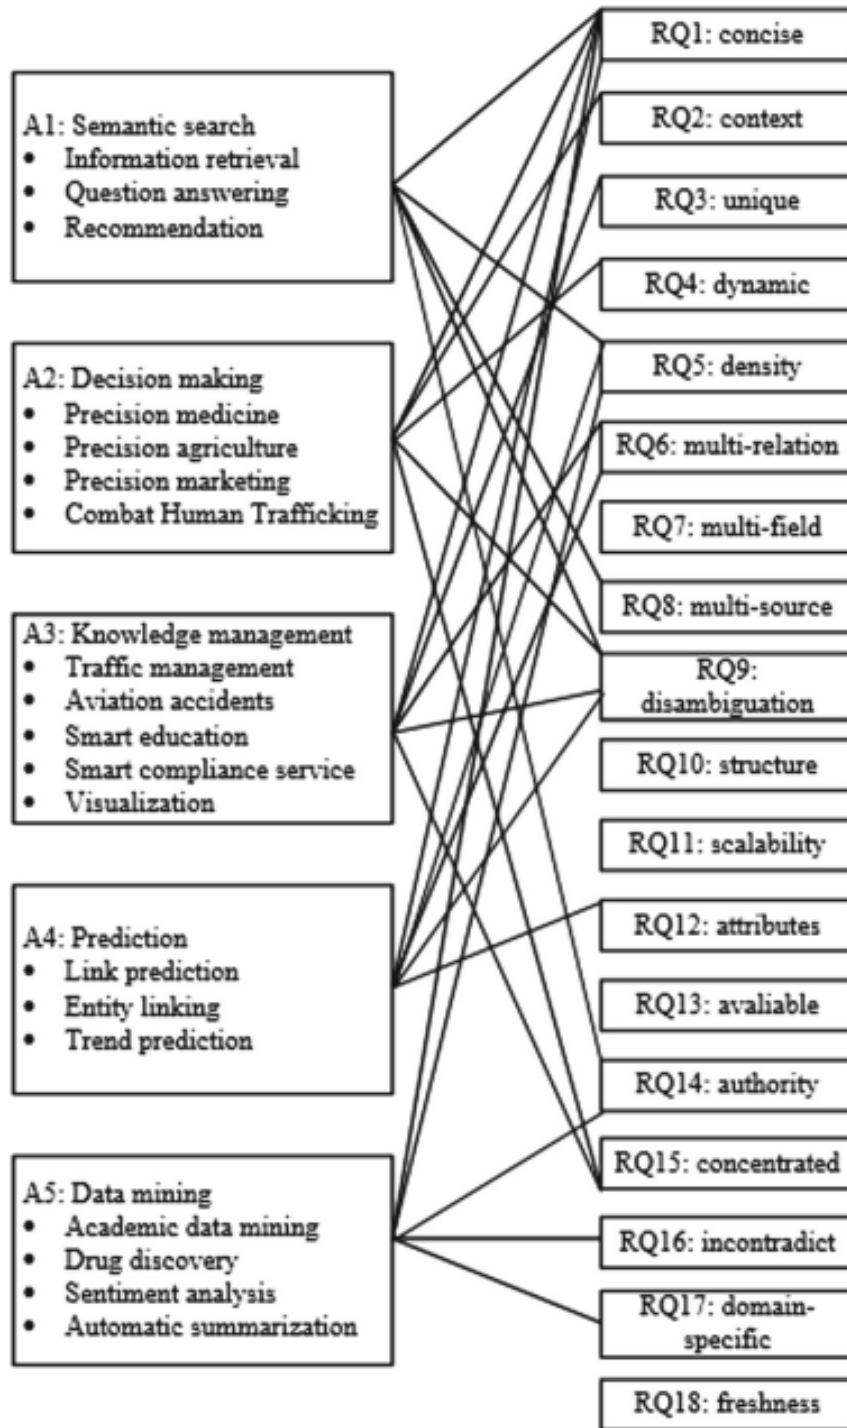 A1: Semantic search
• Information retrieval
• Question answering
• Recommendation
A2: Decision making
• Precision medicine
• Precision agriculture
• Precision marketing
• Combat Human Trafficking
A3: Knowledge management
• Traffic management
• Aviation accidents
• Smart education
• Smart compliance service
• Visualization
A4: Prediction
• Link prediction
• Entity linking
• Trend prediction
A5: Data mining
• Academic data mining
• Drug discovery
• Sentiment analysis
• Automatic summarization
RQ1: concise
RQ2: context
RQ3: unique
RQ4: dynamic
RQ5: density
RQ6: multi-relation
RQ7: multi-field
RQ8: multi-source
RQ9:
disambiguation
RQ10: structure
RQ11: scalability
RQ12: attributes
RQ13: avaliable
RQ14: authority
RQ15: concentrated
RQ16: incontradict
RQ17: domain-
specific
RQ18: freshness